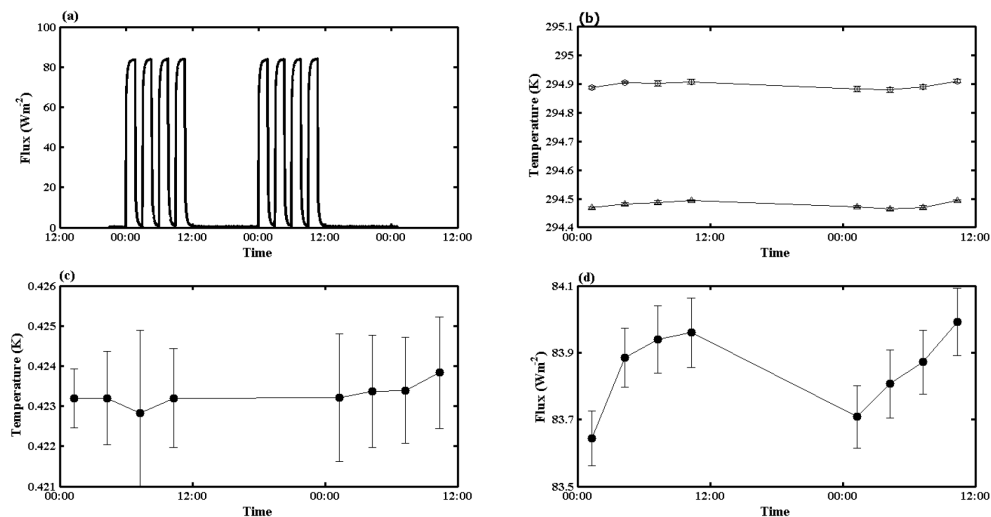 (a)
100
80
60
40
20
0
Flux (Wm-2)
12:00 00:00 12:00 00:00 12:00 00:00 12:00
Time
(b)
295.1
295
294.9
294.8
294.7
294.6
294.5
294.4
Temperature (K)
00:00 12:00 00:00 12:00
Time
(c)
0.426
0.425
0.424
0.423
0.422
0.421
Temperature (K)
00:00 12:00 00:00 12:00
Time
(d)
84.1
83.9
83.7
83.5
Flux (Wm-2)
00:00 12:00 00:00 12:00
Time